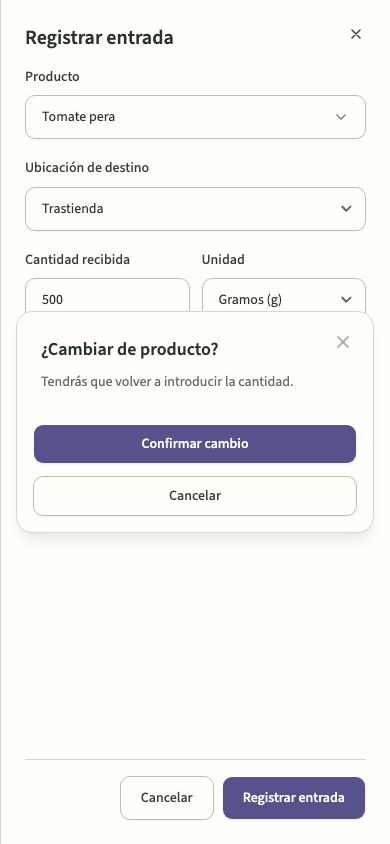 Registrar entrada
Producto
Tomate pera
Ubicación de destino
Trastienda
Cantidad recibida
Unidad
500
Gramos (g)
¿Cambiar de producto?
Tendrás que volver a introducir la cantidad.
Confirmar cambio
Cancelar
Cancelar
Registrar entrada